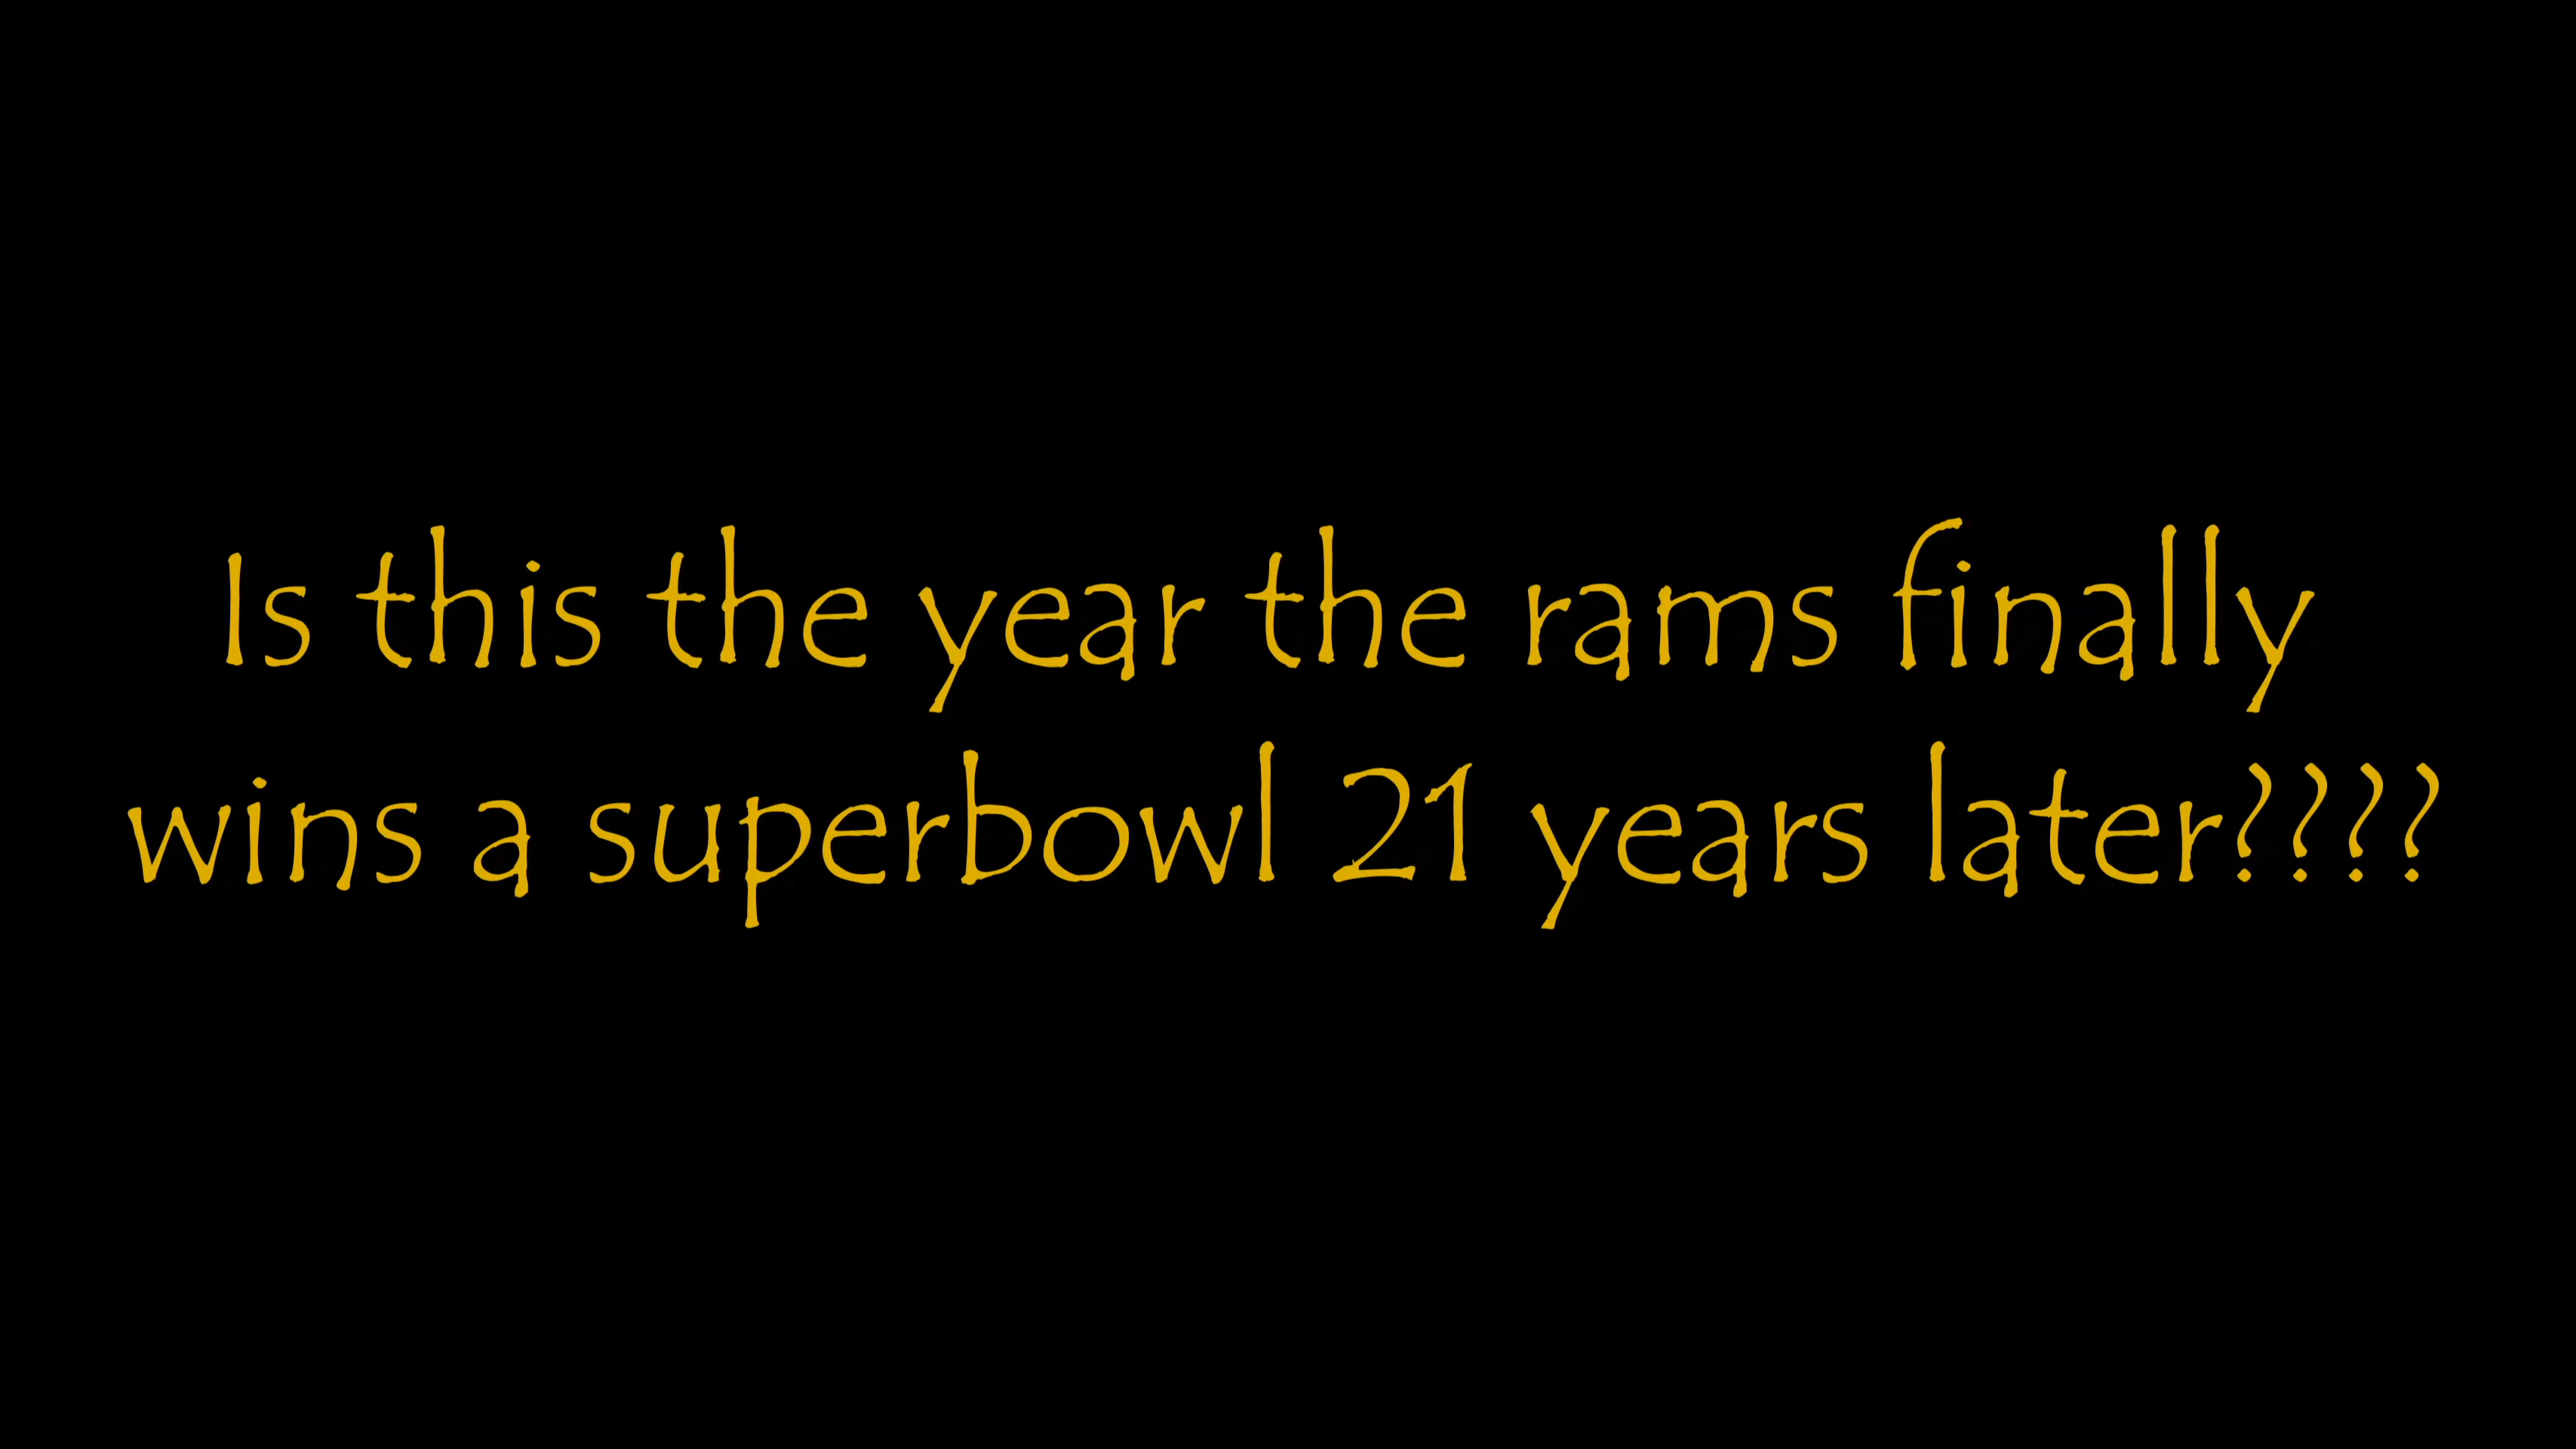 Is this the year the rams finally
wins a superbowl 21 years later????